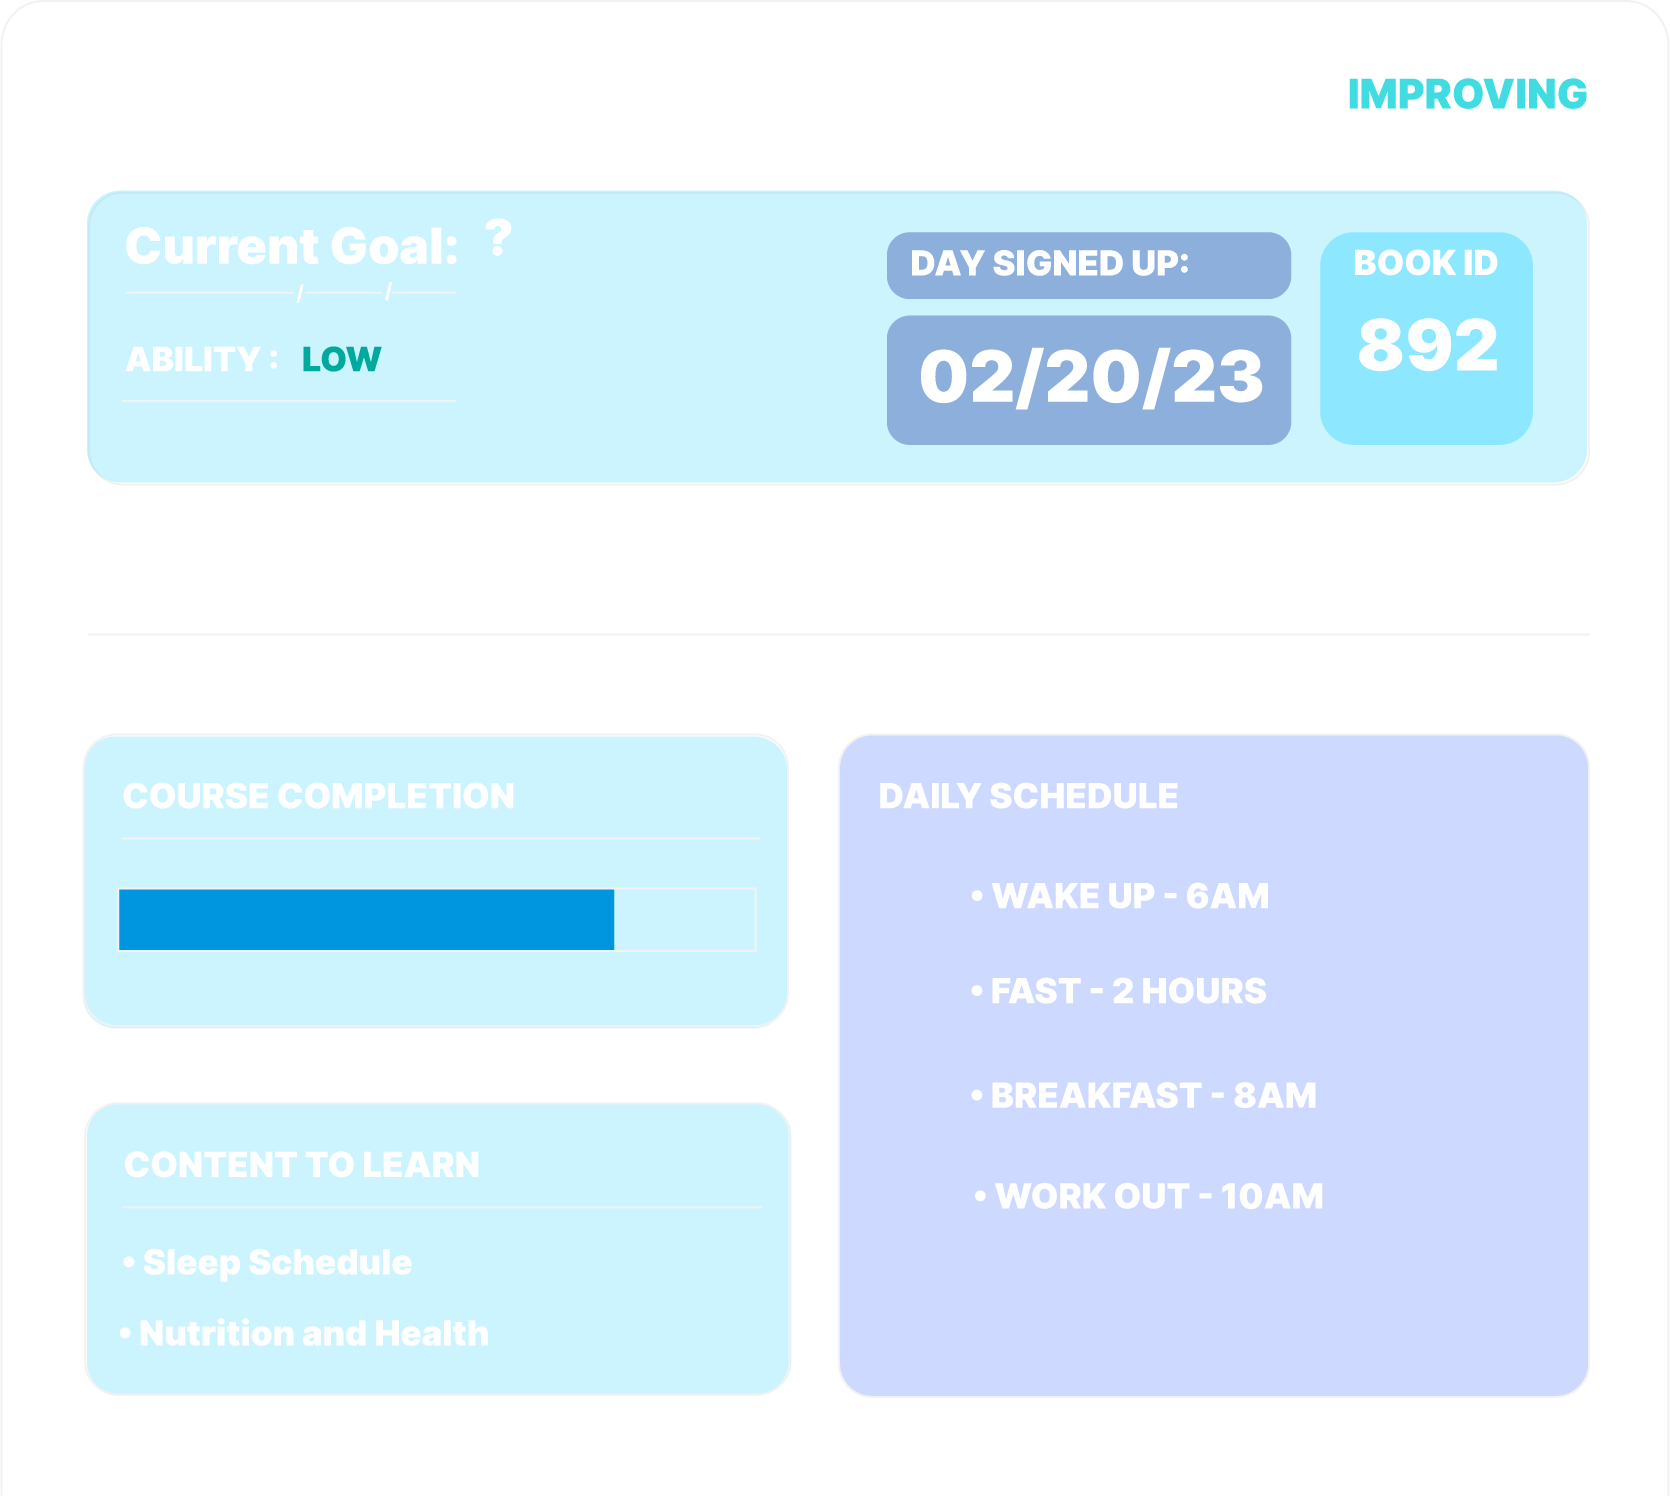 IMPROVING
Current Goal: ?
/ /
ABILITY : LOW
DAY SIGNED UP:
02/20/23
BOOK ID
892
COURSE COMPLETION
CONTENT TO LEARN
• Sleep Schedule
• Nutrition and Health
DAILY SCHEDULE
• WAKE UP - 6AM
• FAST - 2 HOURS
• BREAKFAST - 8AM
• WORK OUT - 10AM